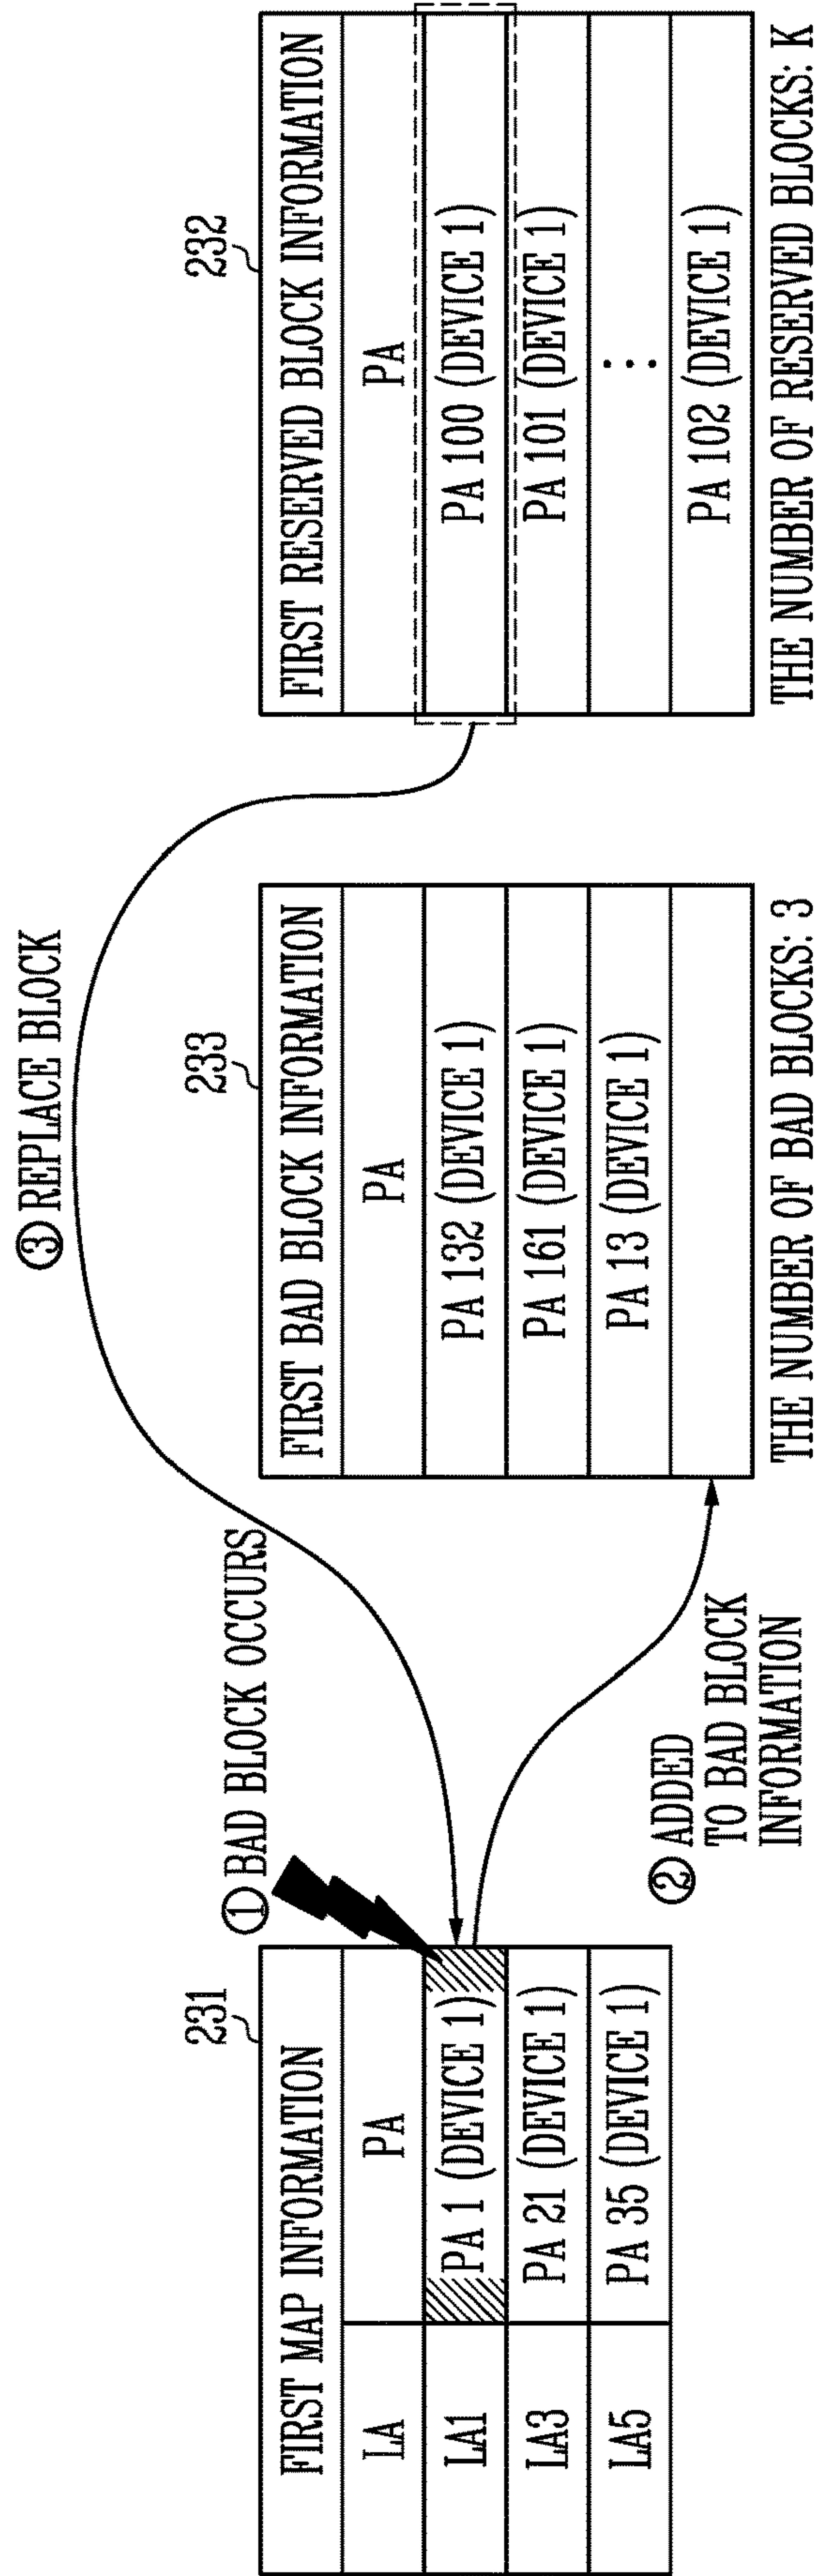 ③ REPLACE BLOCK
① BAD BLOCK OCCURS
231
FIRST MAP INFORMATION
LA PA
LA1 PA 1 (DEVICE 1)
LA3 PA 21 (DEVICE 1)
LA5 PA 35 (DEVICE 1)
② ADDED
TO BAD BLOCK
INFORMATION
233
FIRST BAD BLOCK INFORMATION
PA
PA 132 (DEVICE 1)
PA 161 (DEVICE 1)
PA 13 (DEVICE 1)
THE NUMBER OF BAD BLOCKS: 3
232
FIRST RESERVED BLOCK INFORMATION
PA
PA 100 (DEVICE 1)
PA 101 (DEVICE 1)
⋮
PA 102 (DEVICE 1)
THE NUMBER OF RESERVED BLOCKS: K